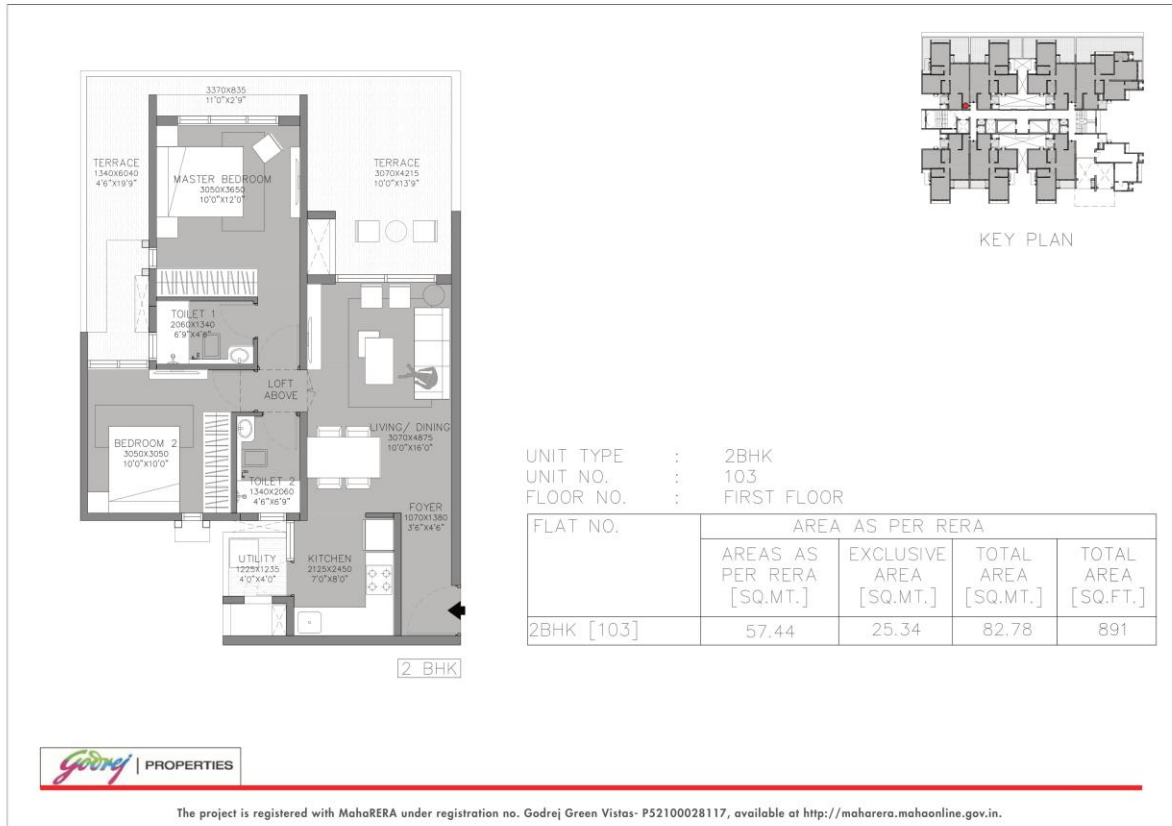 3370X835
11'0"X2'9"
TERRACE
1340X6040
4'6"X19'9"
MASTER BEDROOM
3050X3650
10'0"X12'0"
TERRACE
3070X4215
10'0"X13'9"
TOILET 1
2060X1340
6'9"X4'6"
LOFT
ABOVE
BEDROOM 2
3050X3050
10'0"X10'0"
LIVING/ DINING
3070X4875
10'0"X16'0"
TOILET 2
1340X2060
4'6"X6'9"
FOYER
1070X1380
3'6"X4'6"
UTILITY
1225X1235
4'0"X4'0"
KITCHEN
2125X2450
7'0"X8'0"
2 BHK
KEY PLAN
UNIT TYPE : 2BHK
UNIT NO. : 103
FLOOR NO. : FIRST FLOOR
FLAT NO.
AREA AS PER RERA
AREAS AS
PER RERA
[SQ.MT.]
EXCLUSIVE
AREA
[SQ.MT.]
TOTAL
AREA
[SQ.MT.]
TOTAL
AREA
[SQ.FT.]
2BHK [103] 57.44 25.34 82.78 891
Godrej | PROPERTIES
The project is registered with MahaRERA under registration no. Godrej Green Vistas- P52100028117, available at http://maharera.mahaonline.gov.in.